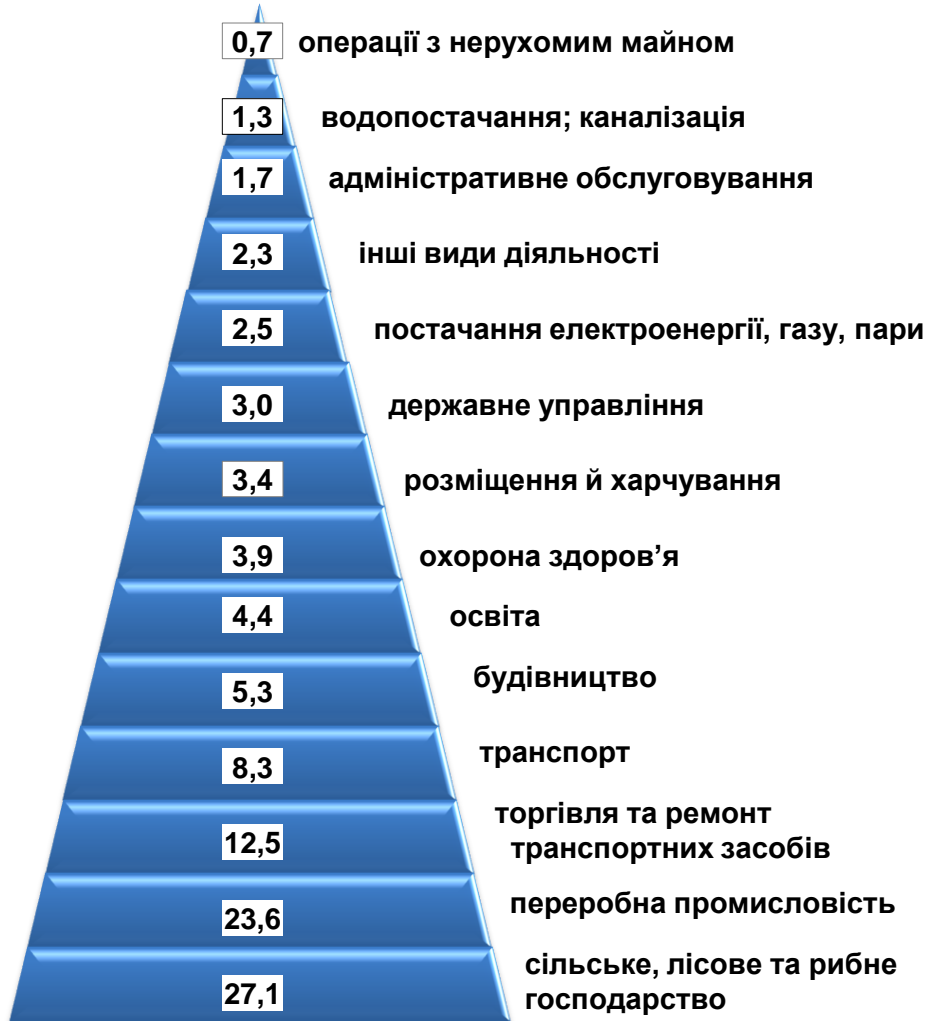 0,7 операції з нерухомим майном
1,3 водопостачання; каналізація
1,7 адміністративне обслуговування
2,3 інші види діяльності
2,5 постачання електроенергії, газу, пари
3,0 державне управління
3,4 розміщення й харчування
3,9 охорона здоров’я
4,4 освіта
5,3 будівництво
8,3 транспорт
12,5 торгівля та ремонт
транспортних засобів
23,6 переробна промисловість
27,1 сільське, лісове та рибне
господарство